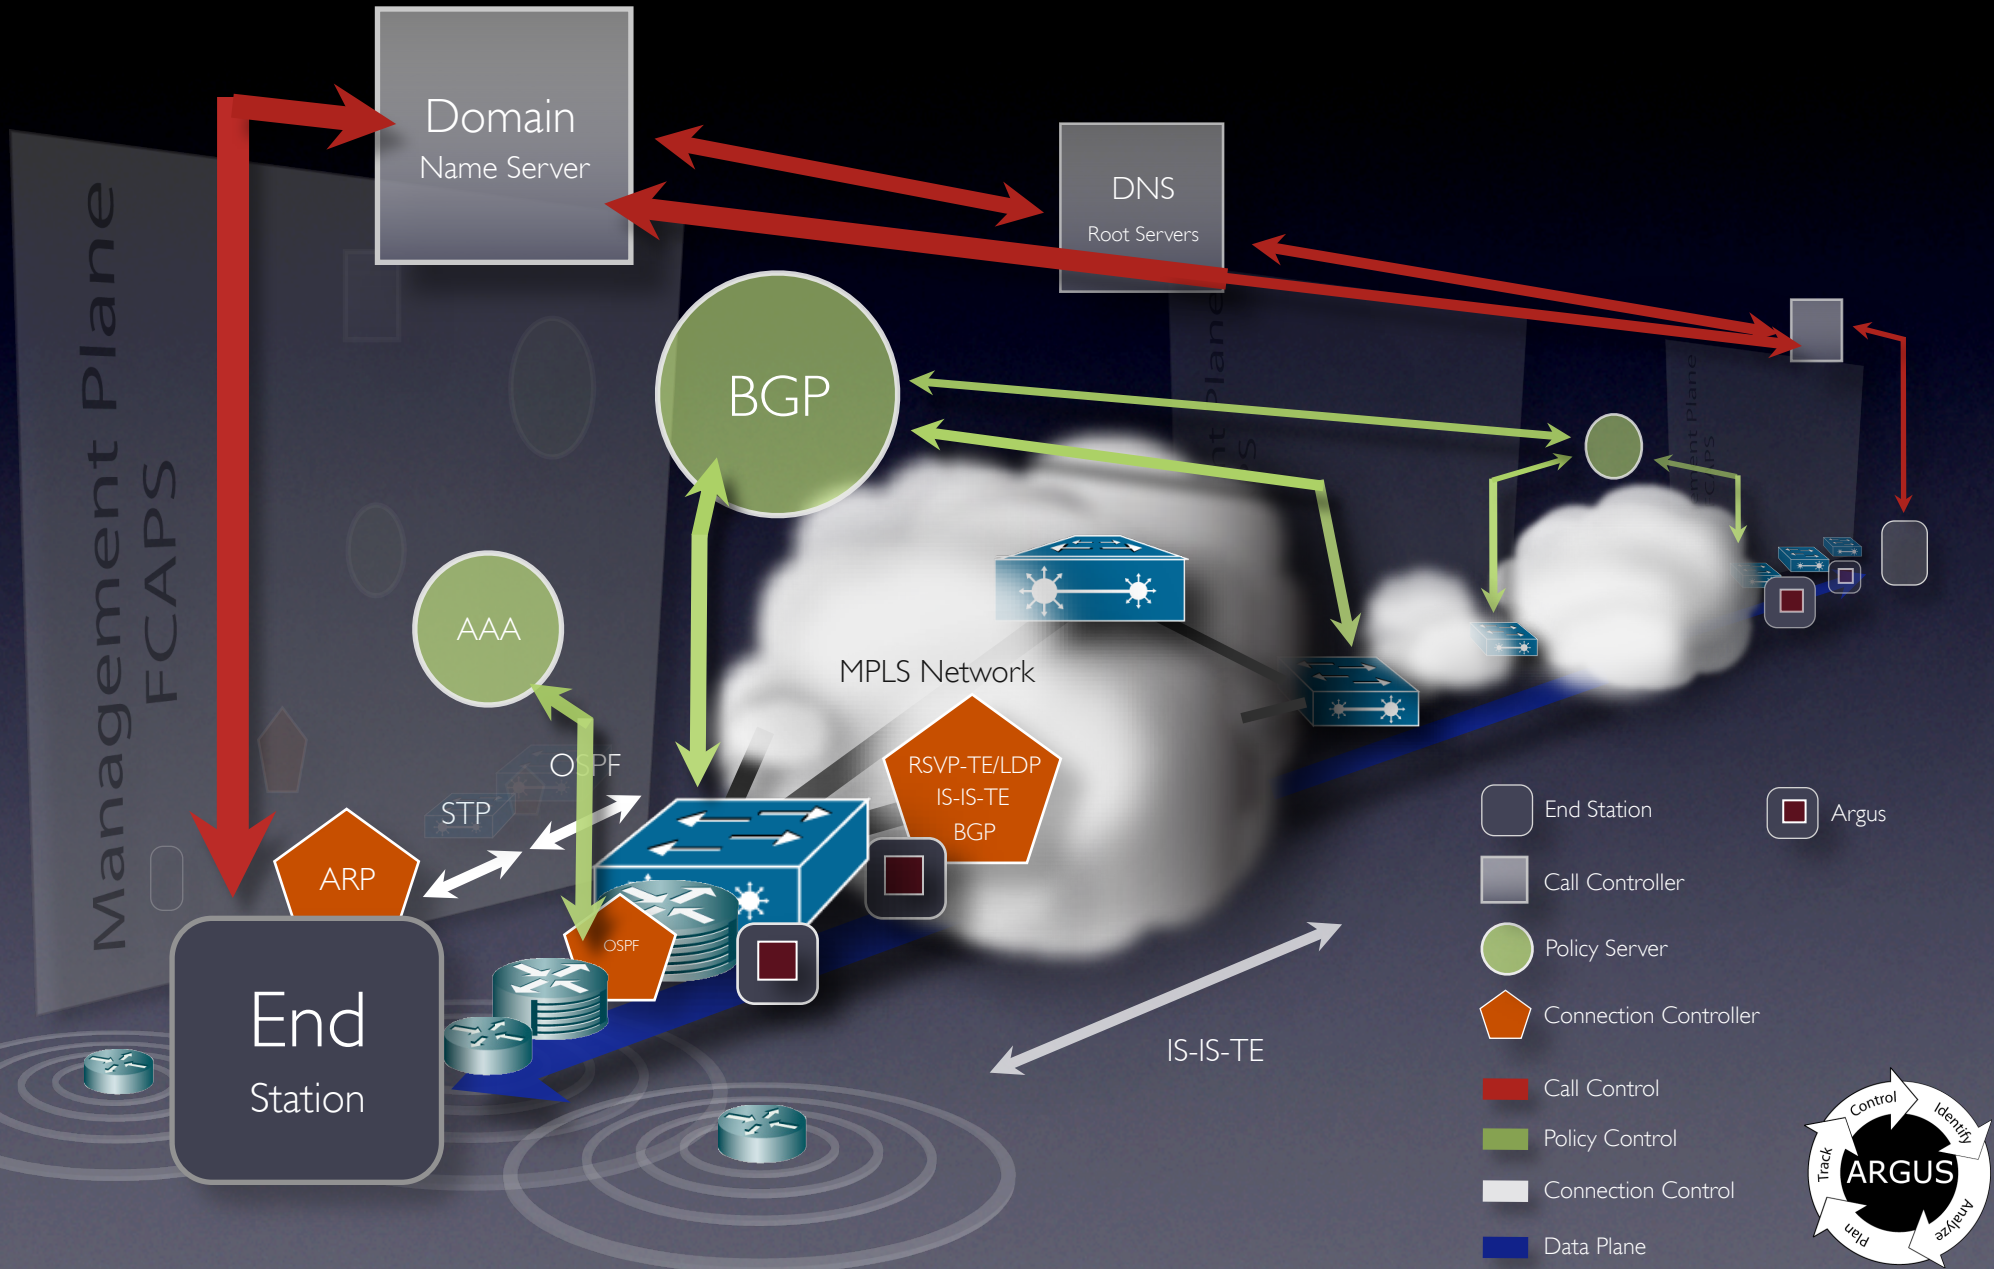 Domain
Name Server
DNS
Root Servers
Management Plane
FCAPS
BGP
AAA
MPLS Network
OSPF
STP
RSVP-TE/LDP
IS-IS-TE
BGP
ARP
OSPF
End
Station
IS-IS-TE
End Station
Argus
Call Controller
Policy Server
Connection Controller
Call Control
Policy Control
Connection Control
Data Plane
Control
Identify
Analyze
Plan
Track
ARGUS